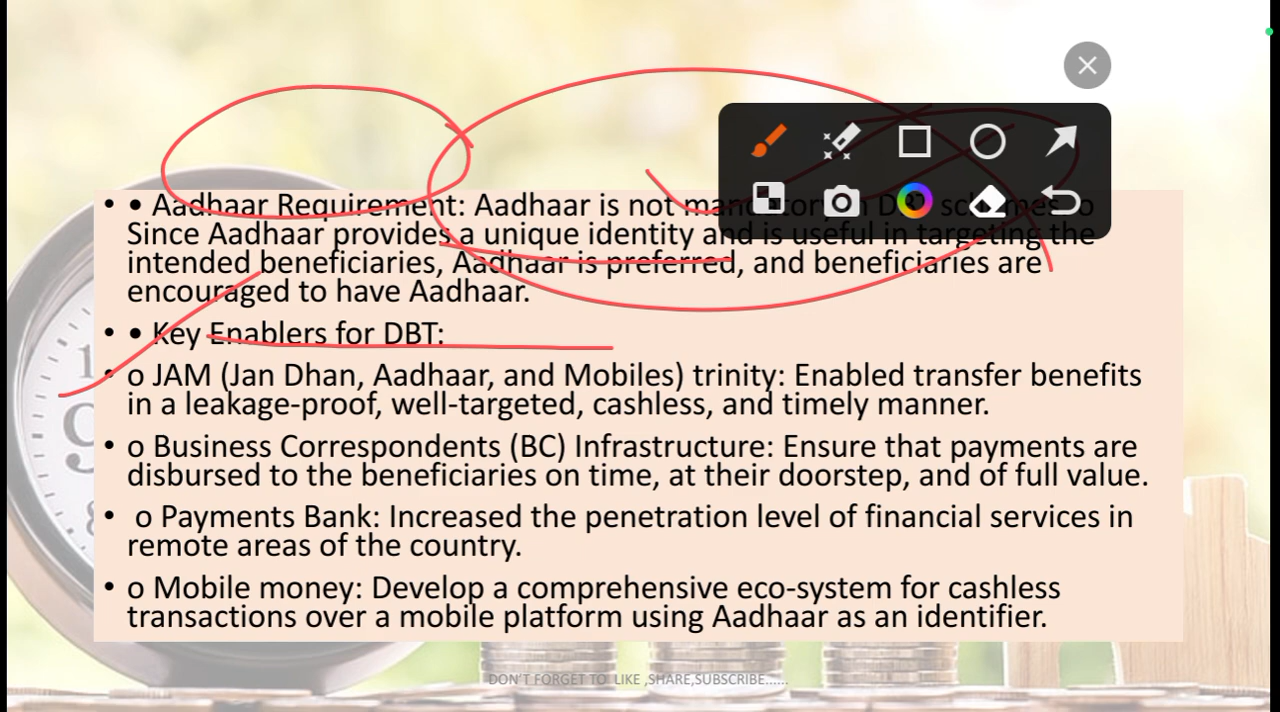 • • Aadhaar Requirement: Aadhaar is not mandatory in DBT schemes. o
Since Aadhaar provides a unique identity and is useful in targeting the
intended beneficiaries, Aadhaar is preferred, and beneficiaries are
encouraged to have Aadhaar.
• • Key Enablers for DBT:
• o JAM (Jan Dhan, Aadhaar, and Mobiles) trinity: Enabled transfer benefits
in a leakage-proof, well-targeted, cashless, and timely manner.
• o Business Correspondents (BC) Infrastructure: Ensure that payments are
disbursed to the beneficiaries on time, at their doorstep, and of full value.
• o Payments Bank: Increased the penetration level of financial services in
remote areas of the country.
• o Mobile money: Develop a comprehensive eco-system for cashless
transactions over a mobile platform using Aadhaar as an identifier.
DON'T FORGET TO LIKE ,SHARE,SUBSCRIBE......